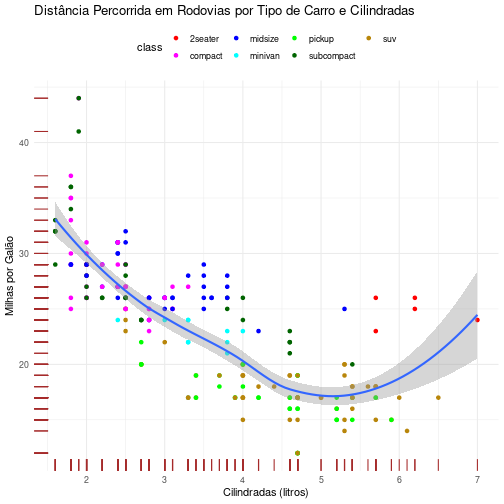 Distância Percorrida em Rodovias por Tipo de Carro e Cilindradas
class
2seater
midsize
pickup
suv
compact
minivan
subcompact
Milhas por Galão
40
30
20
2
3
4
5
6
7
Cilindradas (litros)